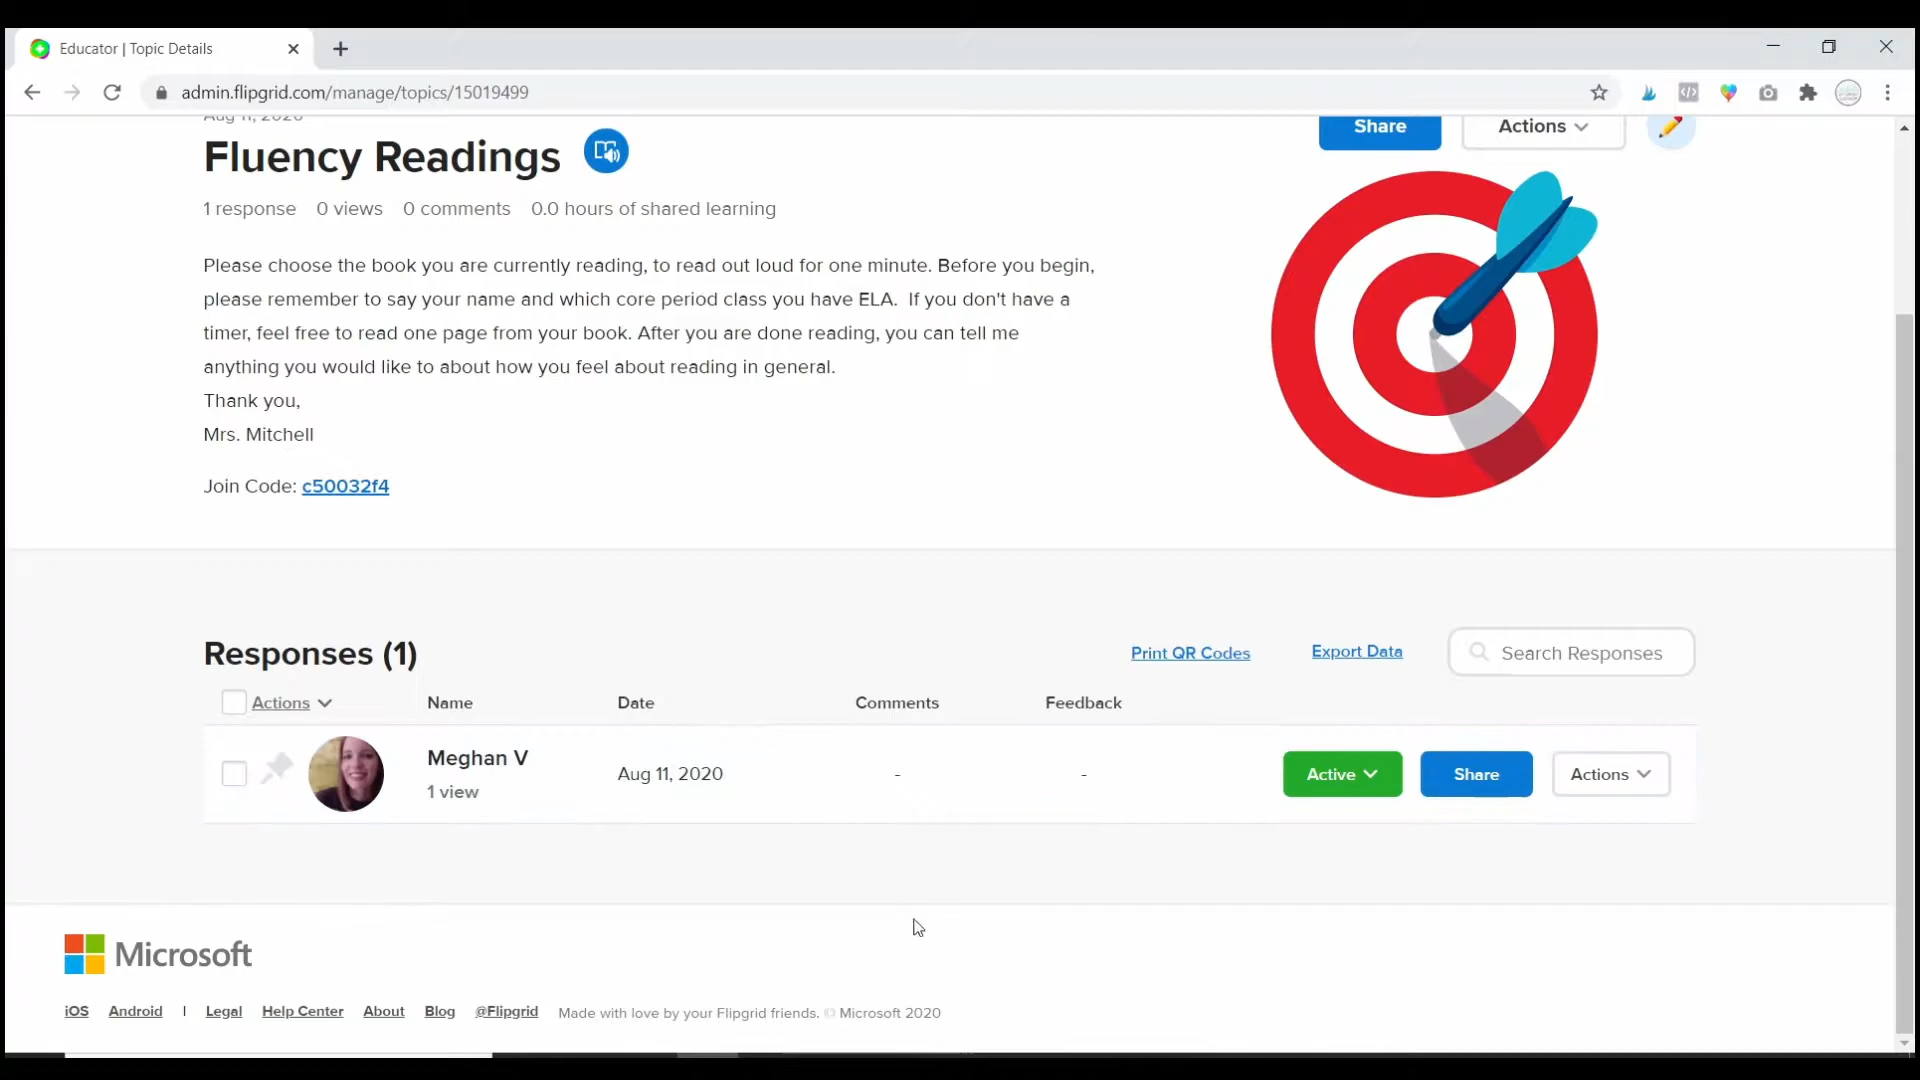 Educator | Topic Details
admin.flipgrid.com/manage/topics/15019499
Aug 11, 2020
Share
Actions
Fluency Readings
1 response 0 views 0 comments 0.0 hours of shared learning
Please choose the book you are currently reading, to read out loud for one minute. Before you begin,
please remember to say your name and which core period class you have ELA. If you don't have a
timer, feel free to read one page from your book. After you are done reading, you can tell me
anything you would like to about how you feel about reading in general.
Thank you,
Mrs. Mitchell
Join Code: c50032f4
Responses (1)
Print QR Codes
Export Data
Search Responses
Actions Name Date Comments Feedback
Meghan V
1 view
Aug 11, 2020 - -
Active Share Actions
Microsoft
iOS Android | Legal Help Center About Blog @Flipgrid Made with love by your Flipgrid friends. © Microsoft 2020